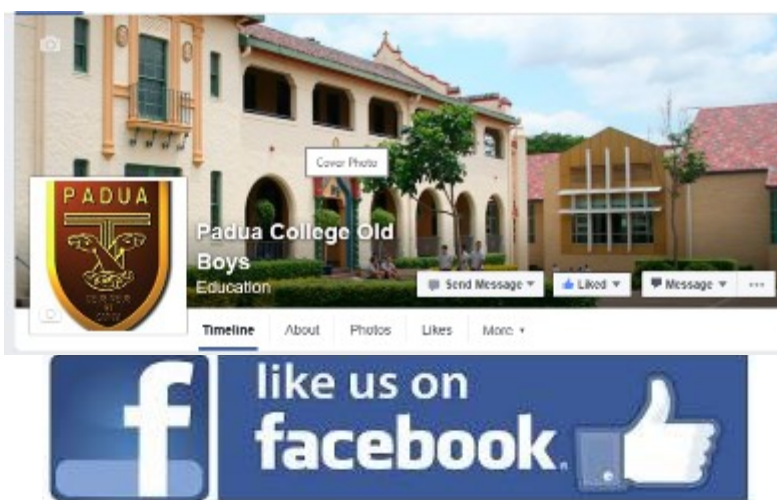 Cover Photo
PADUA
Padua College Old
Boys
Education
Send Message
Liked
Message
...
Timeline
About
Photos
Likes
More
f
like us on
facebook®